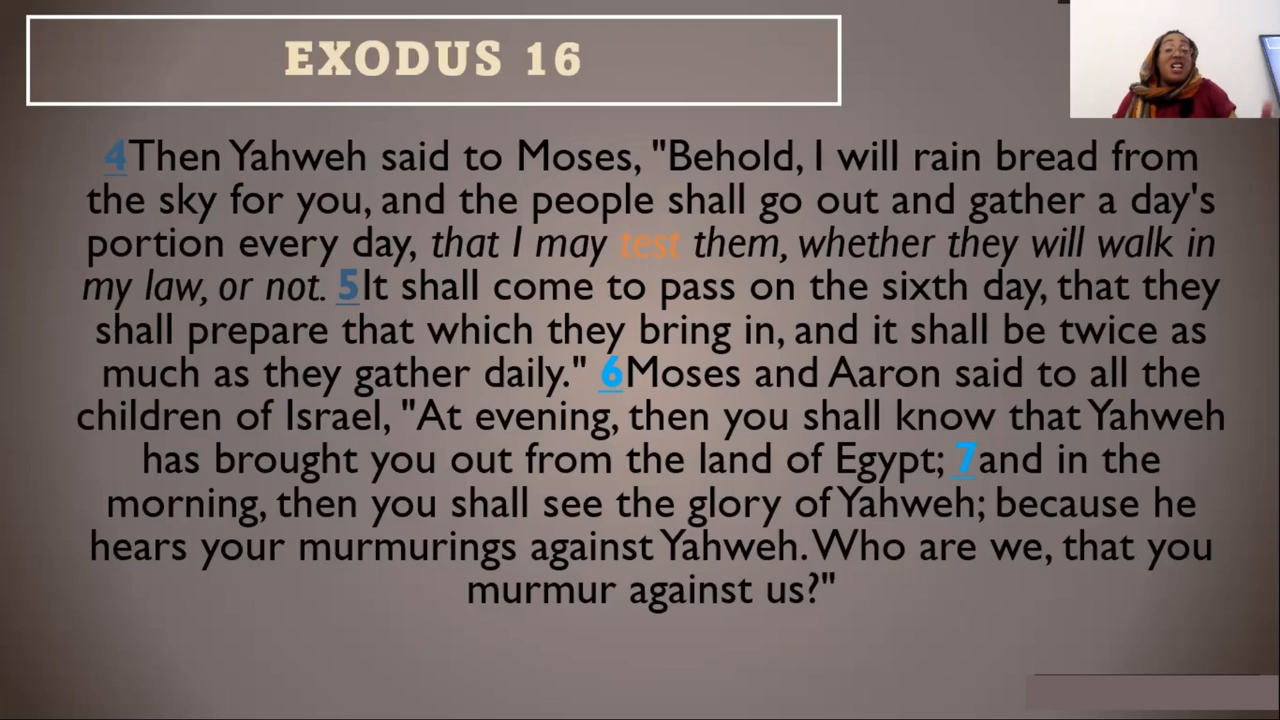 EXODUS 16
4Then Yahweh said to Moses, "Behold, I will rain bread from
the sky for you, and the people shall go out and gather a day's
portion every day, that I may test them, whether they will walk in
my law, or not. 5It shall come to pass on the sixth day, that they
shall prepare that which they bring in, and it shall be twice as
much as they gather daily." 6Moses and Aaron said to all the
children of Israel, "At evening, then you shall know that Yahweh
has brought you out from the land of Egypt; 7and in the
morning, then you shall see the glory of Yahweh; because he
hears your murmurings against Yahweh. Who are we, that you
murmur against us?"